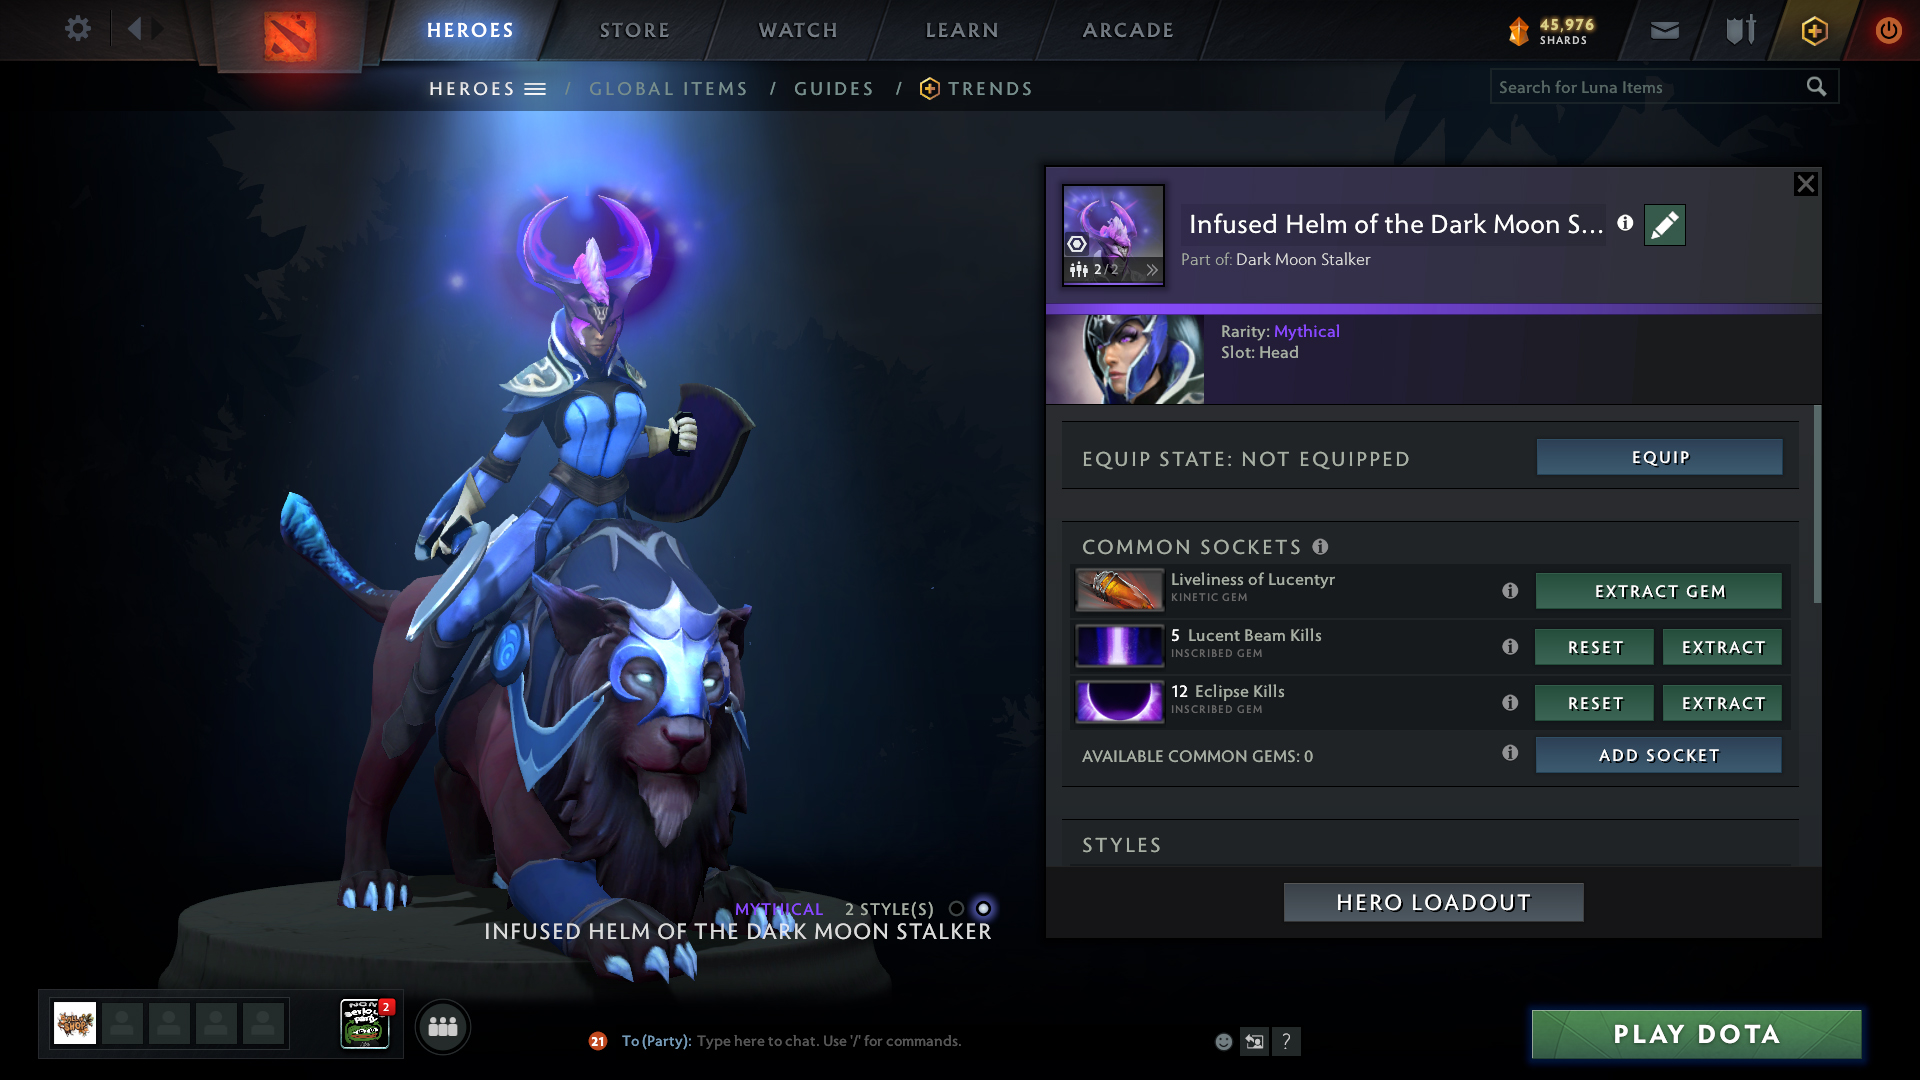 HEROES
STORE
WATCH
LEARN
ARCADE
45,976
SHARDS
HEROES / GLOBAL ITEMS / GUIDES / TRENDS
Search for Luna Items
Infused Helm of the Dark Moon S...
Part of: Dark Moon Stalker
2/2
Rarity: Mythical
Slot: Head
EQUIP STATE: NOT EQUIPPED
EQUIP
COMMON SOCKETS
Liveliness of Lucentyr
KINETIC GEM
EXTRACT GEM
5 Lucent Beam Kills
INSCRIBED GEM
RESET
EXTRACT
12 Eclipse Kills
INSCRIBED GEM
RESET
EXTRACT
AVAILABLE COMMON GEMS: 0
ADD SOCKET
STYLES
HERO LOADOUT
MYTHICAL 2 STYLE(S)
INFUSED HELM OF THE DARK MOON STALKER
2
21
To (Party): Type here to chat. Use '/' for commands.
?
PLAY DOTA